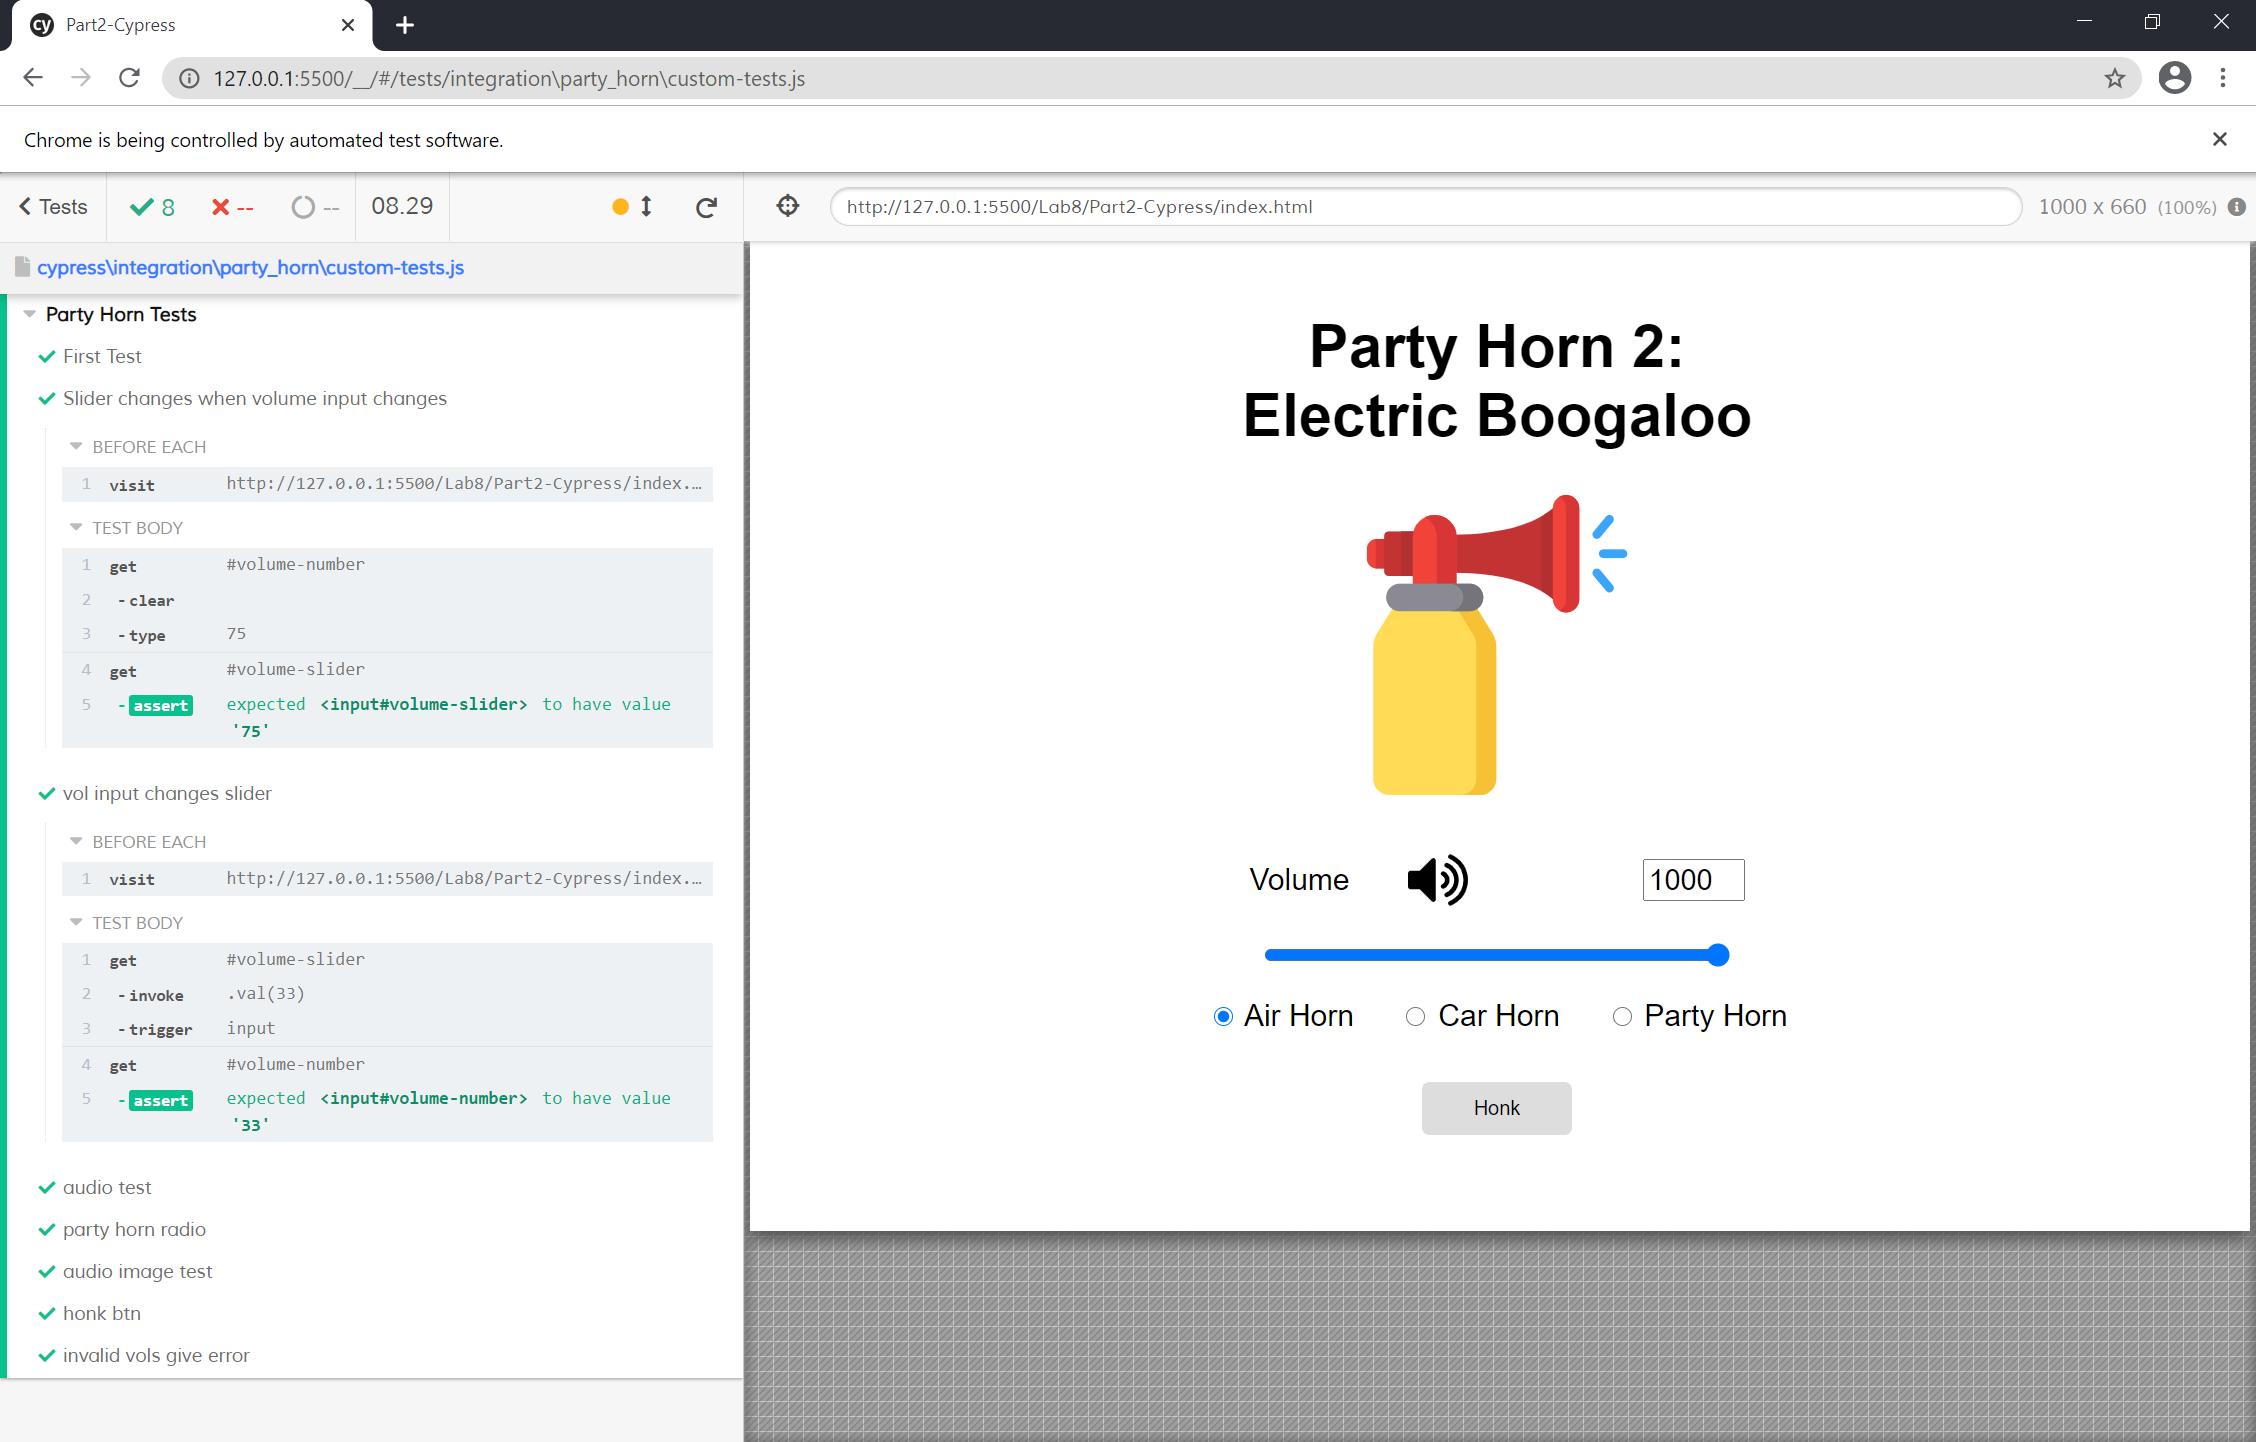 Part2-Cypress
127.0.0.1:5500/__/#/tests/integration\party_horn\custom-tests.js
Chrome is being controlled by automated test software.
Tests 8 -- -- 08.29
http://127.0.0.1:5500/Lab8/Part2-Cypress/index.html 1000 x 660 (100%)
cypress\integration\party_horn\custom-tests.js
Party Horn Tests
First Test
Slider changes when volume input changes
BEFORE EACH
1 visit http://127.0.0.1:5500/Lab8/Part2-Cypress/index.…
TEST BODY
1 get #volume-number
2 -clear
3 -type 75
4 get #volume-slider
5 -assert expected <input#volume-slider> to have value
'75'
vol input changes slider
BEFORE EACH
1 visit http://127.0.0.1:5500/Lab8/Part2-Cypress/index.…
TEST BODY
1 get #volume-slider
2 -invoke .val(33)
3 -trigger input
4 get #volume-number
5 -assert expected <input#volume-number> to have value
'33'
audio test
party horn radio
audio image test
honk btn
invalid vols give error
Party Horn 2:
Electric Boogaloo
Volume 1000
Air Horn Car Horn Party Horn
Honk